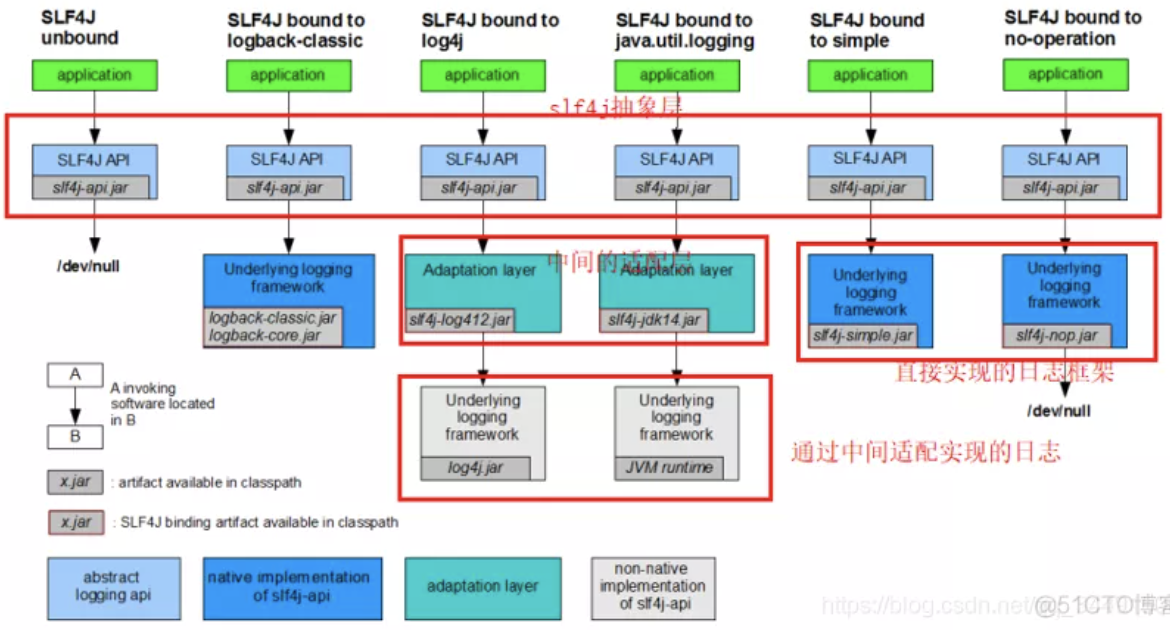 SLF4J
unbound
SLF4J bound to
logback-classic
SLF4J bound to
log4j
SLF4J bound to
java.util.logging
SLF4J bound
to simple
SLF4J bound to
no-operation
application
application
application
application
application
application
slf4j抽象层
SLF4J API
slf4j-api.jar
SLF4J API
slf4j-api.jar
SLF4J API
slf4j-api.jar
SLF4J API
slf4j-api.jar
SLF4J API
slf4j-api.jar
SLF4J API
slf4j-api.jar
/dev/null
Underlying logging
framework
logback-classic.jar
logback-core.jar
Adaptation layer
slf4j-log412.jar
中间的适配层
Adaptation layer
slf4j-jdk14.jar
Underlying
logging
framework
slf4j-simple.jar
Underlying
logging
framework
slf4j-nop.jar
直接实现的日志框架
/dev/null
A
B
A invoking
software located
in B
Underlying
logging
framework
log4j.jar
Underlying
logging
framework
JVM runtime
通过中间适配实现的日志
x.jar
: artifact available in classpath
x.jar
: SLF4J binding artifact available in classpath
abstract
logging api
native implementation
of slf4j-api
adaptation layer
non-native
implementation
of slf4j-api
https://blog.csdn.net/
@51CTO博客